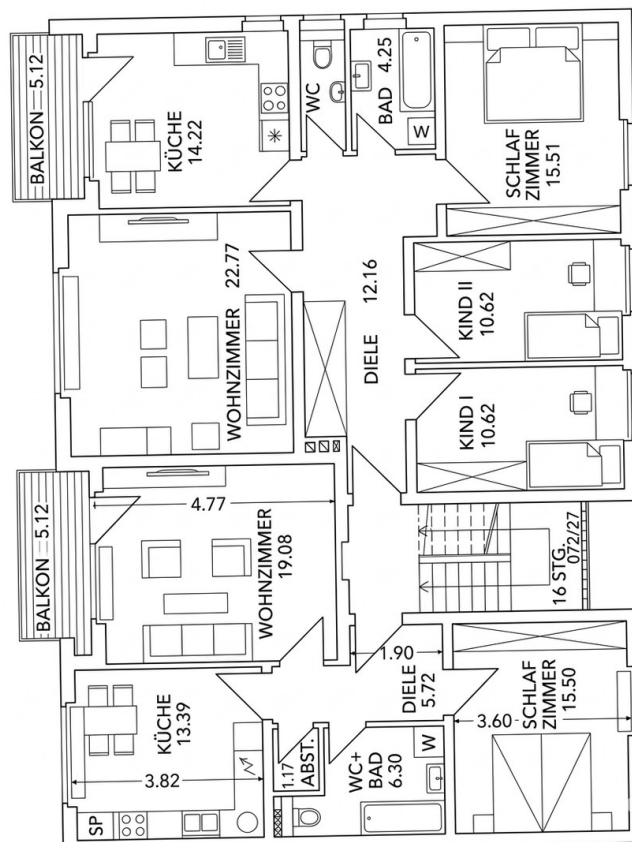 BALKON 5.12
KÜCHE
14.22
WC
BAD 4.25
W
SCHLAF
ZIMMER
15.51
WOHNZIMMER 22.77
DIELE 12.16
KIND II
10.62
KIND I
10.62
BALKON 5.12
4.77
WOHNZIMMER
19.08
16 STG.
072/27
1.90
DIELE
5.72
SCHLAF
ZIMMER
15.50
3.60
KÜCHE
13.39
3.82
SP
1.17
ABST.
WC+
BAD
6.30
W